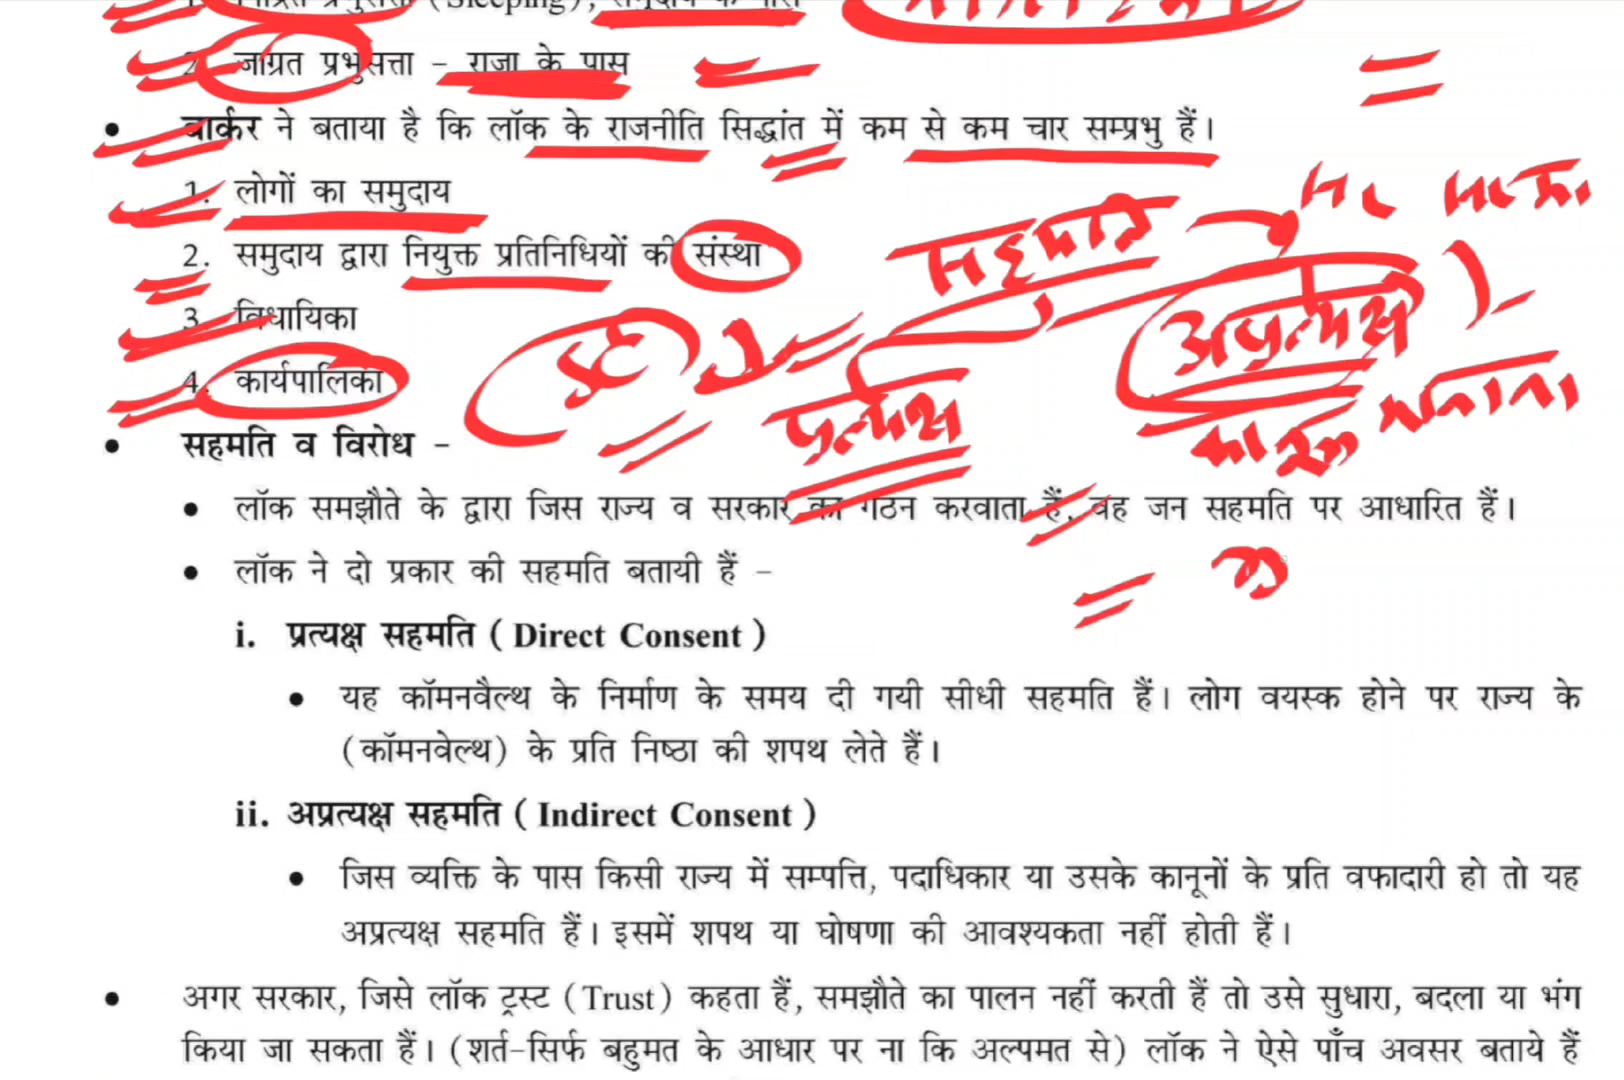 (Sleeping), समुदाय के पास
2. जाग्रत प्रभुसत्ता – राजा के पास
• बार्कर ने बताया है कि लॉक के राजनीति सिद्धांत में कम से कम चार सम्प्रभु हैं।
1. लोगों का समुदाय
2. समुदाय द्वारा नियुक्त प्रतिनिधियों की संस्था
सहमति
3. विधायिका
अप्रत्यक्ष
4. कार्यपालिका
प्रत्यक्ष
• सहमति व विरोध –
• लॉक समझौते के द्वारा जिस राज्य व सरकार का गठन करवाता हैं, वह जन सहमति पर आधारित हैं।
• लॉक ने दो प्रकार की सहमति बतायी हैं –
i. प्रत्यक्ष सहमति ( Direct Consent )
• यह कॉमनवैल्थ के निर्माण के समय दी गयी सीधी सहमति हैं। लोग वयस्क होने पर राज्य के
(कॉमनवेल्थ) के प्रति निष्ठा की शपथ लेते हैं।
ii. अप्रत्यक्ष सहमति ( Indirect Consent )
• जिस व्यक्ति के पास किसी राज्य में सम्पत्ति, पदाधिकार या उसके कानूनों के प्रति वफादारी हो तो यह
अप्रत्यक्ष सहमति हैं। इसमें शपथ या घोषणा की आवश्यकता नहीं होती हैं।
• अगर सरकार, जिसे लॉक ट्रस्ट (Trust) कहता हैं, समझौते का पालन नहीं करती हैं तो उसे सुधारा, बदला या भंग
किया जा सकता हैं। (शर्त-सिर्फ बहुमत के आधार पर ना कि अल्पमत से) लॉक ने ऐसे पाँच अवसर बताये हैं